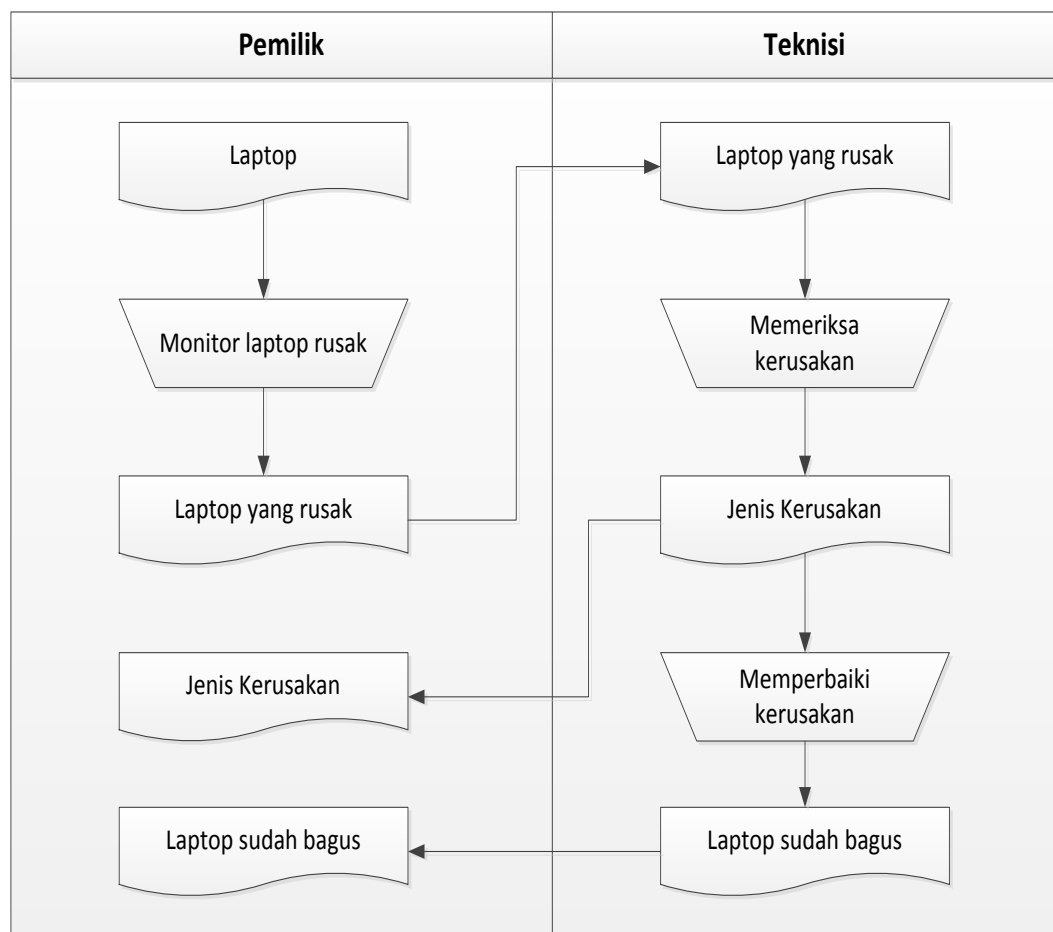 Pemilik
Teknisi
Laptop
Laptop yang rusak
Monitor laptop rusak
Memeriksa
kerusakan
Laptop yang rusak
Jenis Kerusakan
Jenis Kerusakan
Memperbaiki
kerusakan
Laptop sudah bagus
Laptop sudah bagus